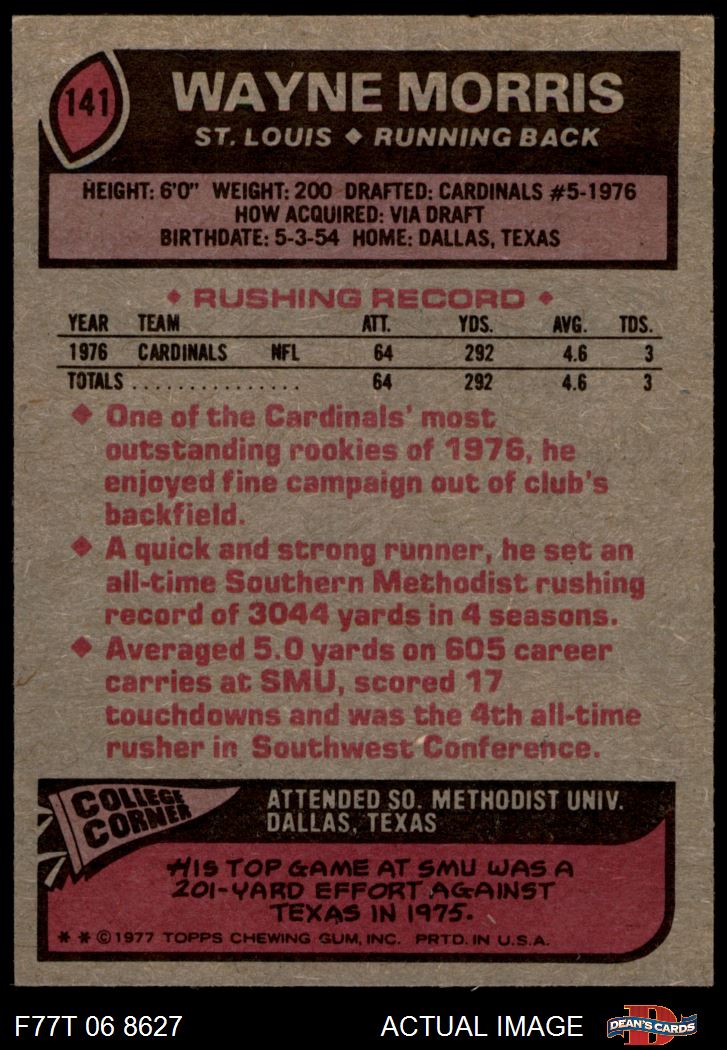 141
WAYNE MORRIS
ST. LOUIS ◆ RUNNING BACK
HEIGHT: 6'0" WEIGHT: 200 DRAFTED: CARDINALS #5-1976
HOW ACQUIRED: VIA DRAFT
BIRTHDATE: 5-3-54 HOME: DALLAS, TEXAS
◆ RUSHING RECORD ◆
YEAR TEAM ATT. YDS. AVG. TDS.
1976 CARDINALS NFL 64 292 4.6 3
TOTALS . . . . . . . . . . . . . . . 64 292 4.6 3
◆ One of the Cardinals' most
outstanding rookies of 1976, he
enjoyed fine campaign out of club's
backfield.
◆ A quick and strong runner, he set an
all-time Southern Methodist rushing
record of 3044 yards in 4 seasons.
◆ Averaged 5.0 yards on 605 career
carries at SMU, scored 17
touchdowns and was the 4th all-time
rusher in Southwest Conference.
COLLEGE
CORNER
ATTENDED SO. METHODIST UNIV.
DALLAS, TEXAS
HIS TOP GAME AT SMU WAS A
201-YARD EFFORT AGAINST
TEXAS IN 1975.
* * © 1977 TOPPS CHEWING GUM, INC. PRTD. IN U.S.A.
F77T 06 8627 ACTUAL IMAGE
D
DEAN'S CARDS